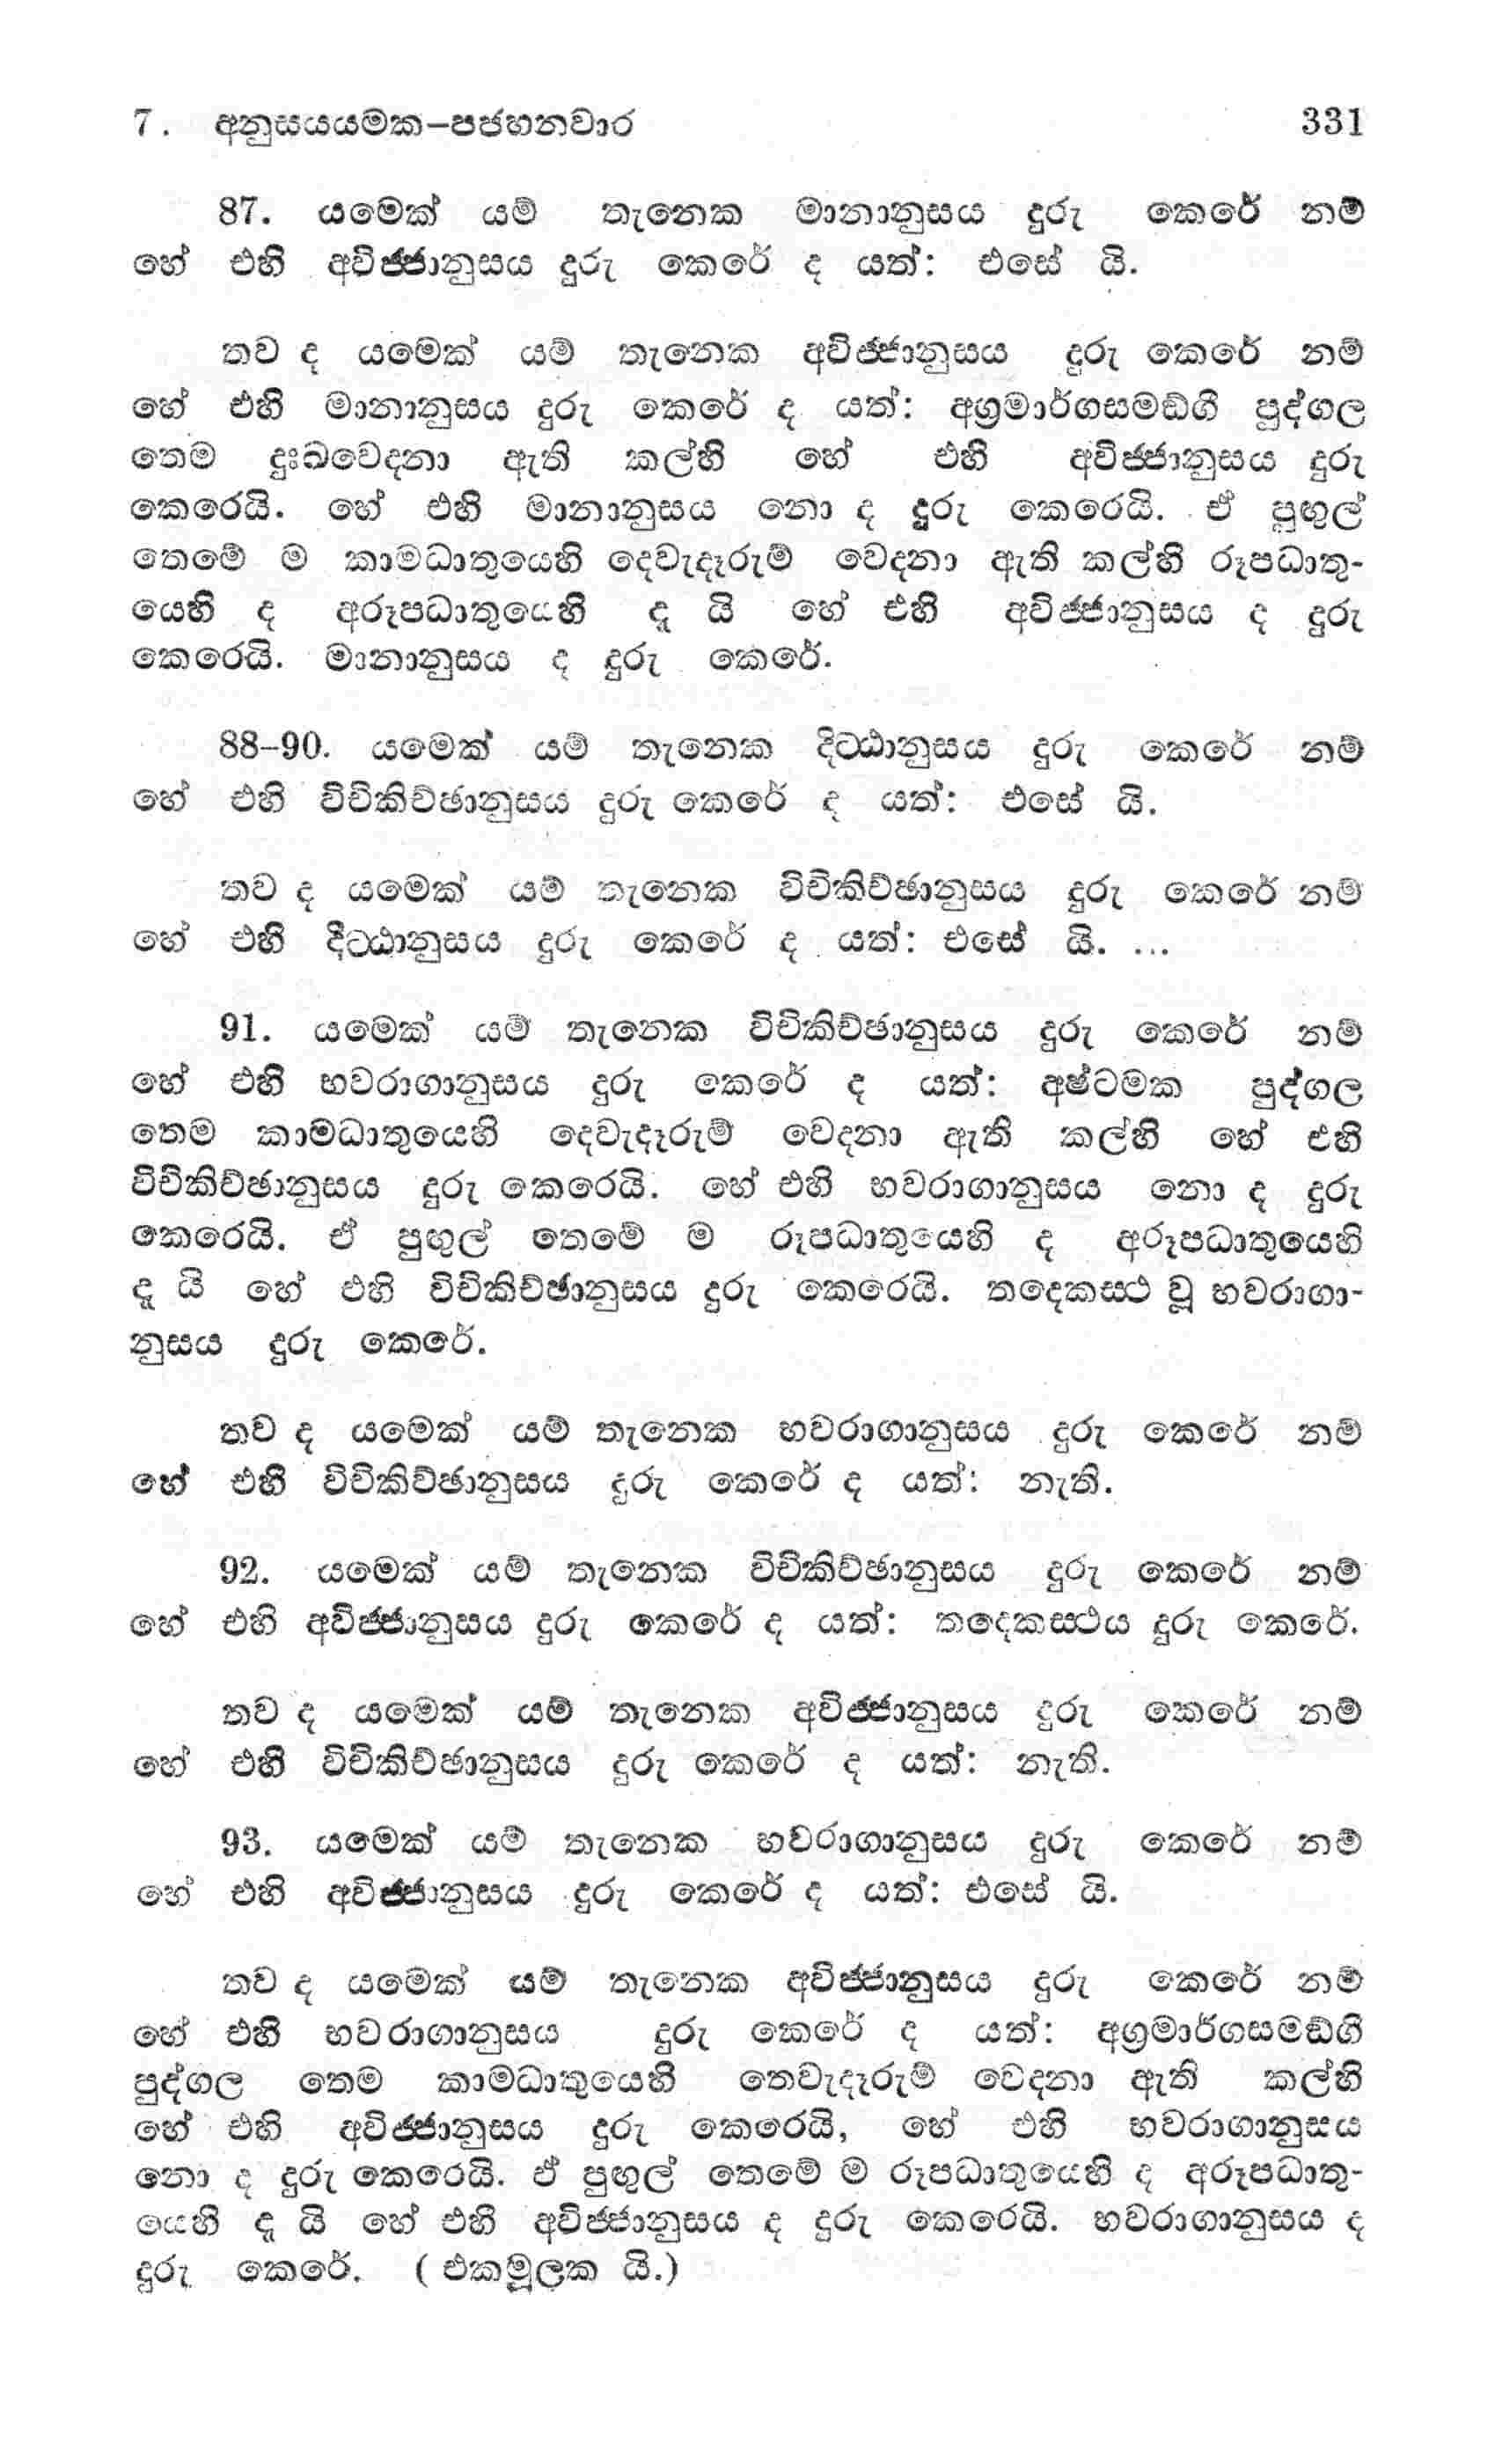 7. අනුසයයමක–පජහනවාර 331
87. යමෙක් යම් තැනෙක මානානුසය දුරු කෙරේ නම්
හේ එහි අවිජ්ජානුසය දුරු කෙරේ ද යත්: එසේ යි.
තව ද යමෙක් යම් තැනෙක අවිජ්ජානුසය දුරු කෙරේ නම්
හේ එහි මානානුසය දුරු කෙරේ ද යත්: අග්‍රමාර්ගසමඞ්ගී පුද්ගල
තෙම දුඃඛවෙදනා ඇති කල්හි හේ එහි අවිජ්ජානුසය දුරු
කෙරෙයි. හේ එහි මානානුසය නො ද දුරු කෙරෙයි. ඒ පුඟුල්
තෙමේ ම කාමධාතුයෙහි දෙවැදෑරුම් වෙදනා ඇති කල්හි රූපධාතු-
යෙහි ද අරූපධාතුයෙහි දූ යි හේ එහි අවිජ්ජානුසය ද දුරු
කෙරෙයි. මානානුසය ද දුරු කෙරේ.
88–90. යමෙක් යම් තැනෙක දිට්ඨානුසය දුරු කෙරේ නම්
හේ එහි විචිකිච්ඡානුසය දුරු කෙරේ ද යත්: එසේ යි.
තව ද යමෙක් යම් තැනෙක විචිකිච්ඡානුසය දුරු කෙරේ නම්
හේ එහි දිට්ඨානුසය දුරු කෙරේ ද යත්: එසේ යි. ...
91. යමෙක් යම් තැනෙක විචිකිච්ඡානුසය දුරු කෙරේ නම්
හේ එහි භවරාගානුසය දුරු කෙරේ ද යත්: අෂ්ටමක පුද්ගල
තෙම කාමධාතුයෙහි දෙවැදෑරුම් වෙදනා ඇති කල්හි හේ එහි
විචිකිච්ඡානුසය දුරු කෙරෙයි. හේ එහි භවරාගානුසය නො ද දුරු
කෙරෙයි. ඒ පුඟුල් තෙමේ ම රූපධාතුයෙහි ද අරූපධාතුයෙහි
දූ යි හේ එහි විචිකිච්ඡානුසය දුරු කෙරෙයි. තදෙකස්ථ වූ භවරාගා-
නුසය දුරු කෙරේ.
තව ද යමෙක් යම් තැනෙක භවරාගානුසය දුරු කෙරේ නම්
හේ එහි විචිකිච්ඡානුසය දුරු කෙරේ ද යත්: නැති.
92. යමෙක් යම් තැනෙක විචිකිච්ඡානුසය දුරු කෙරේ නම්
හේ එහි අවිජ්ජානුසය දුරු කෙරේ ද යත්: තදෙකස්ථය දුරු කෙරේ.
තව ද යමෙක් යම් තැනෙක අවිජ්ජානුසය දුරු කෙරේ නම්
හේ එහි විචිකිච්ඡානුසය දුරු කෙරේ ද යත්: නැති.
93. යමෙක් යම් තැනෙක භවරාගානුසය දුරු කෙරේ නම්
හේ එහි අවිජ්ජානුසය දුරු කෙරේ ද යත්: එසේ යි.
තව ද යමෙක් යම් තැනෙක අවිජ්ජානුසය දුරු කෙරේ නම්
හේ එහි භවරාගානුසය දුරු කෙරේ ද යත්: අග්‍රමාර්ගසමඞ්ගී
පුද්ගල තෙම කාමධාතුයෙහි තෙවැදෑරුම් වෙදනා ඇති කල්හි
හේ එහි අවිජ්ජානුසය දුරු කෙරෙයි, හේ එහි භවරාගානුසය
නො ද දුරු කෙරෙයි. ඒ පුඟුල් තෙමේ ම රූපධාතුයෙහි ද අරූපධාතු-
යෙහි දූ යි හේ එහි අවිජ්ජානුසය ද දුරු කෙරෙයි. භවරාගානුසය ද
දුරු කෙරේ. (එකමූලක යි.)